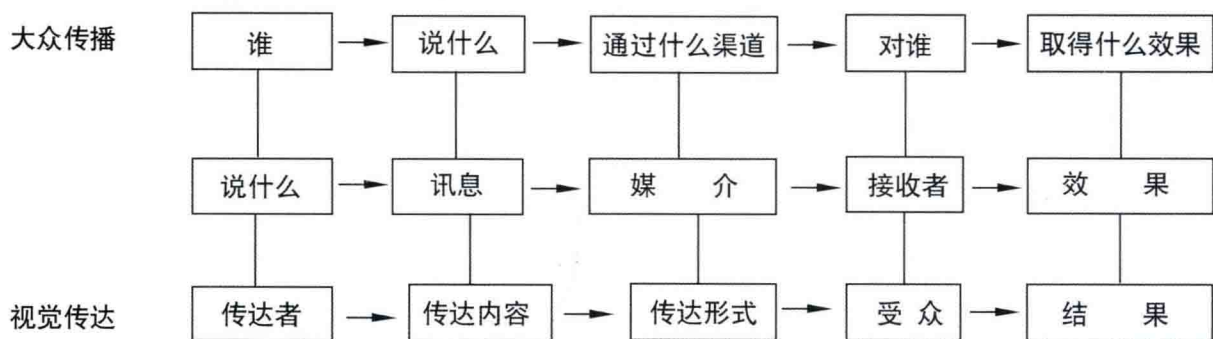 大众传播 谁 说什么 通过什么渠道 对谁 取得什么效果
说什么 讯息 媒介 接收者 效果
视觉传达 传达者 传达内容 传达形式 受众 结果